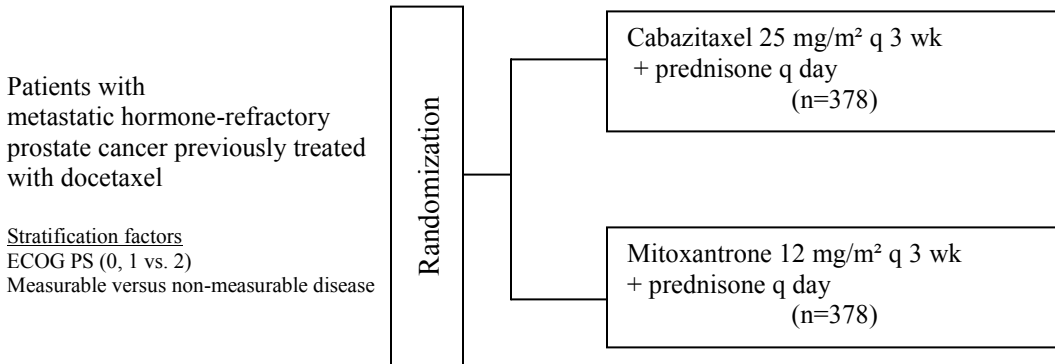 Patients with
metastatic hormone-refractory
prostate cancer previously treated
with docetaxel
Stratification factors
ECOG PS (0, 1 vs. 2)
Measurable versus non-measurable disease
Randomization
Cabazitaxel 25 mg/m² q 3 wk
+ prednisone q day
(n=378)
Mitoxantrone 12 mg/m² q 3 wk
+ prednisone q day
(n=378)